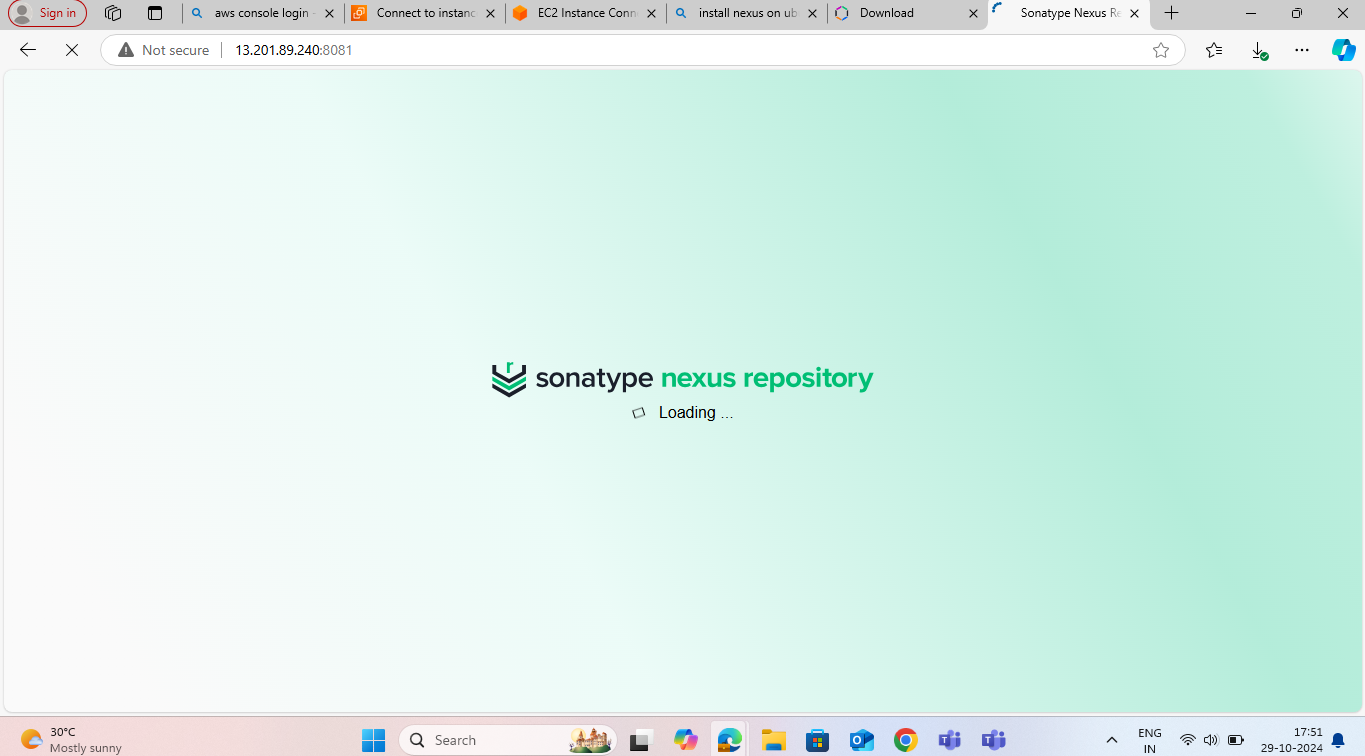 Sign in
aws console login -
Connect to instanc
EC2 Instance Conn
install nexus on ub
Download
Sonatype Nexus Re
Not secure
13.201.89.240:8081
r
sonatype nexus repository
Loading ...
30°C
Mostly sunny
Search
ENG
IN
17:51
29-10-2024